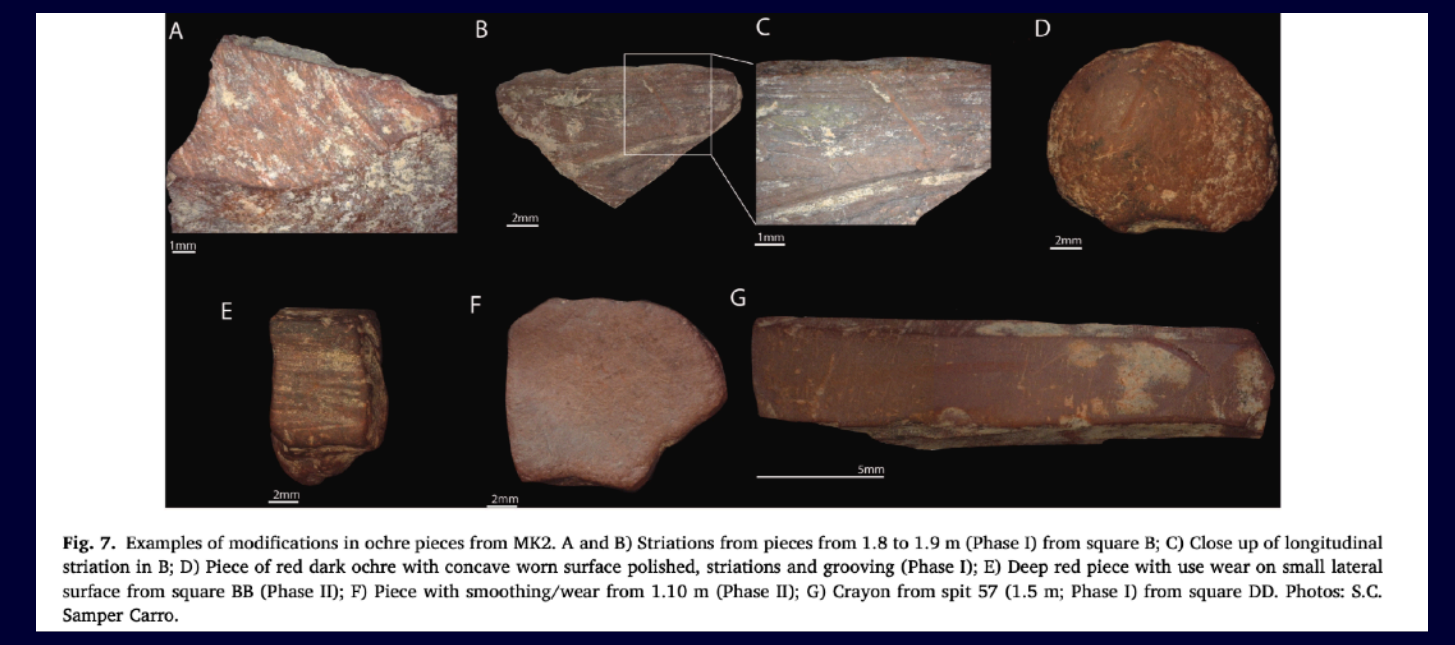 A
B
C
D
1mm
2mm
1mm
2mm
E
F
G
2mm
2mm
5mm
Fig. 7. Examples of modifications in ochre pieces from MK2. A and B) Striations from pieces from 1.8 to 1.9 m (Phase I) from square B; C) Close up of longitudinal
striation in B; D) Piece of red dark ochre with concave worn surface polished, striations and grooving (Phase I); E) Deep red piece with use wear on small lateral
surface from square BB (Phase II); F) Piece with smoothing/wear from 1.10 m (Phase II); G) Crayon from spit 57 (1.5 m; Phase I) from square DD. Photos: S.C.
Samper Carro.